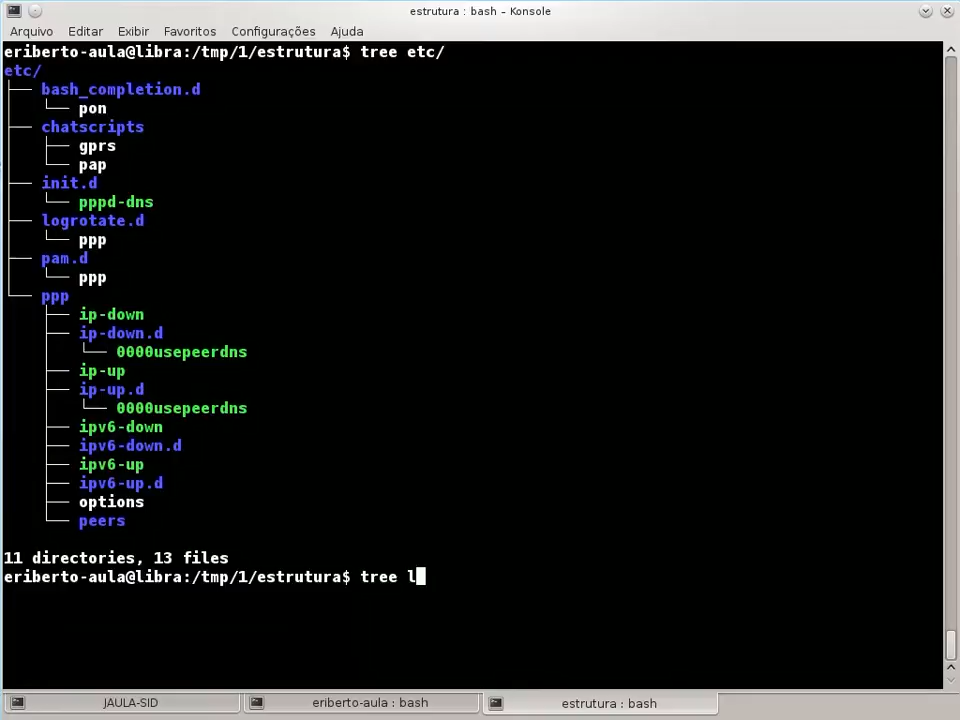 estrutura : bash – Konsole
Arquivo Editar Exibir Favoritos Configurações Ajuda
eriberto-aula@libra:/tmp/1/estrutura$ tree etc/
etc/
├── bash_completion.d
│   └── pon
├── chatscripts
│   ├── gprs
│   └── pap
├── init.d
│   └── pppd-dns
├── logrotate.d
│   └── ppp
├── pam.d
│   └── ppp
└── ppp
    ├── ip-down
    ├── ip-down.d
    │   └── 0000usepeerdns
    ├── ip-up
    ├── ip-up.d
    │   └── 0000usepeerdns
    ├── ipv6-down
    ├── ipv6-down.d
    ├── ipv6-up
    ├── ipv6-up.d
    ├── options
    └── peers
11 directories, 13 files
eriberto-aula@libra:/tmp/1/estrutura$ tree l
JAULA-SID eriberto-aula : bash estrutura : bash